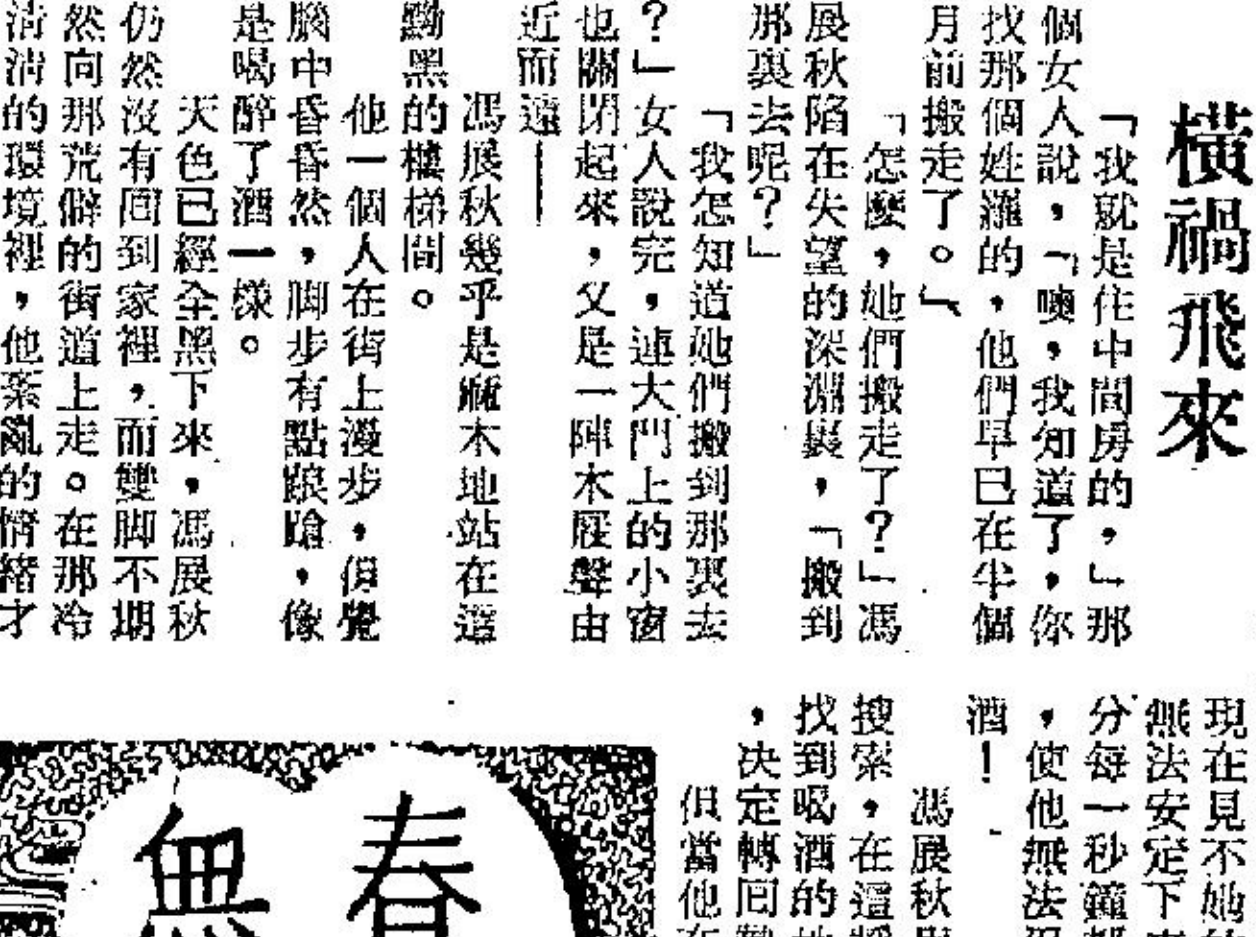 橫禍飛來
「我就是住中間房的，」那
個女人說，「噢，我知道了，你
找那個姓羅的，他們早已在半個
月前搬走了。」
「怎麼，她們搬走了？」馮
展秋陷在失望的深淵裏，「搬到
那裏去呢？」
「我怎知道她們搬到那裏去
？」女人說完，連大門上的小窗
也關閉起來，又是一陣木屐聲由
近而遠——
馮展秋幾乎是麻木地站在這
黝黑的樓梯間。
他一個人在街上漫步，但覺
腦中昏昏然，脚步有點踉蹌，像
是喝醉了酒一樣。
天色已經全黑下來，馮展秋
仍然沒有囘到家裡，而雙脚不期
然向那荒僻的街道上走。在那冷
清清的環境裡，他紊亂的情緒才
現在見不她
無法安定下
分每一秒鐘
，使他無法
酒！
馮展秋
搜索，在這
找到喝酒的
，决定轉囘
但當他
春
無